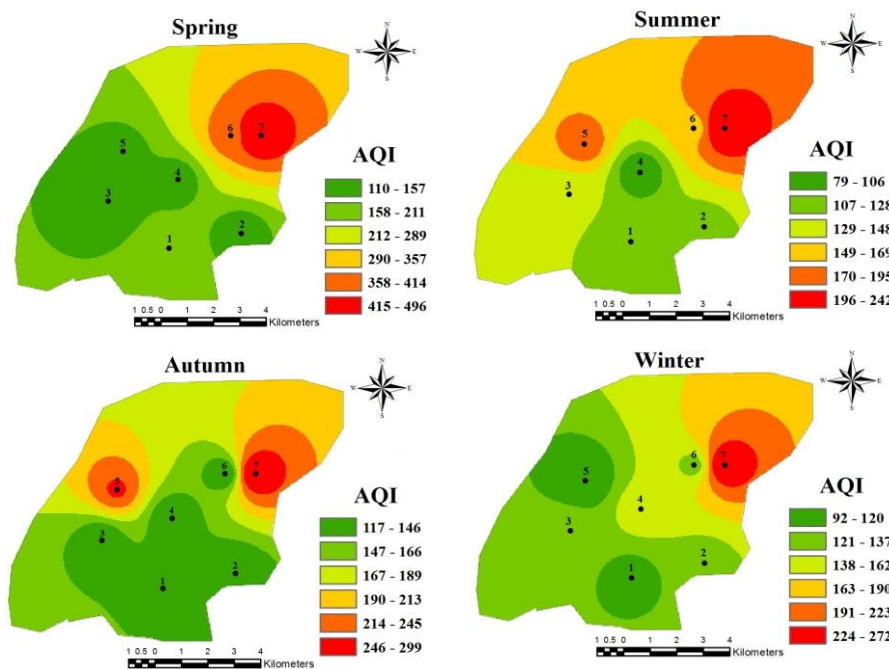 Spring
N
W E
S
5
6 7
4
3
2
1
AQI
110 - 157
158 - 211
212 - 289
290 - 357
358 - 414
415 - 496
1 0.5 0 1 2 3 4
Kilometers
Summer
N
W E
S
6 7
5
4
3
2
1
AQI
79 - 106
107 - 128
129 - 148
149 - 169
170 - 195
196 - 242
1 0.5 0 1 2 3 4
Kilometers
Autumn
N
W E
S
6 7
5
4
3
2
1
AQI
117 - 146
147 - 166
167 - 189
190 - 213
214 - 245
246 - 299
1 0.5 0 1 2 3 4
Kilometers
Winter
N
W E
S
6 7
5
4
3
2
1
AQI
92 - 120
121 - 137
138 - 162
163 - 190
191 - 223
224 - 272
1 0.5 0 1 2 3 4
Kilometers